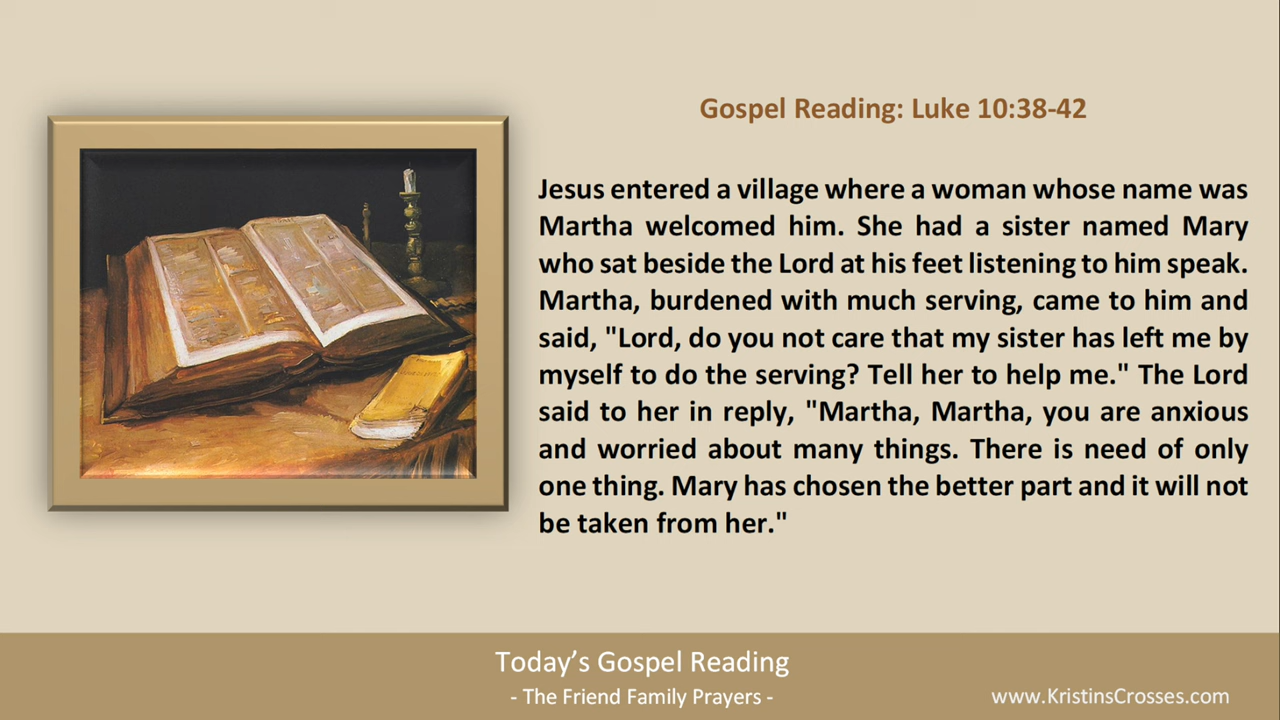 Gospel Reading: Luke 10:38-42
Jesus entered a village where a woman whose name was
Martha welcomed him. She had a sister named Mary
who sat beside the Lord at his feet listening to him speak.
Martha, burdened with much serving, came to him and
said, "Lord, do you not care that my sister has left me by
myself to do the serving? Tell her to help me." The Lord
said to her in reply, "Martha, Martha, you are anxious
and worried about many things. There is need of only
one thing. Mary has chosen the better part and it will not
be taken from her."
Today’s Gospel Reading
- The Friend Family Prayers -
www.KristinsCrosses.com